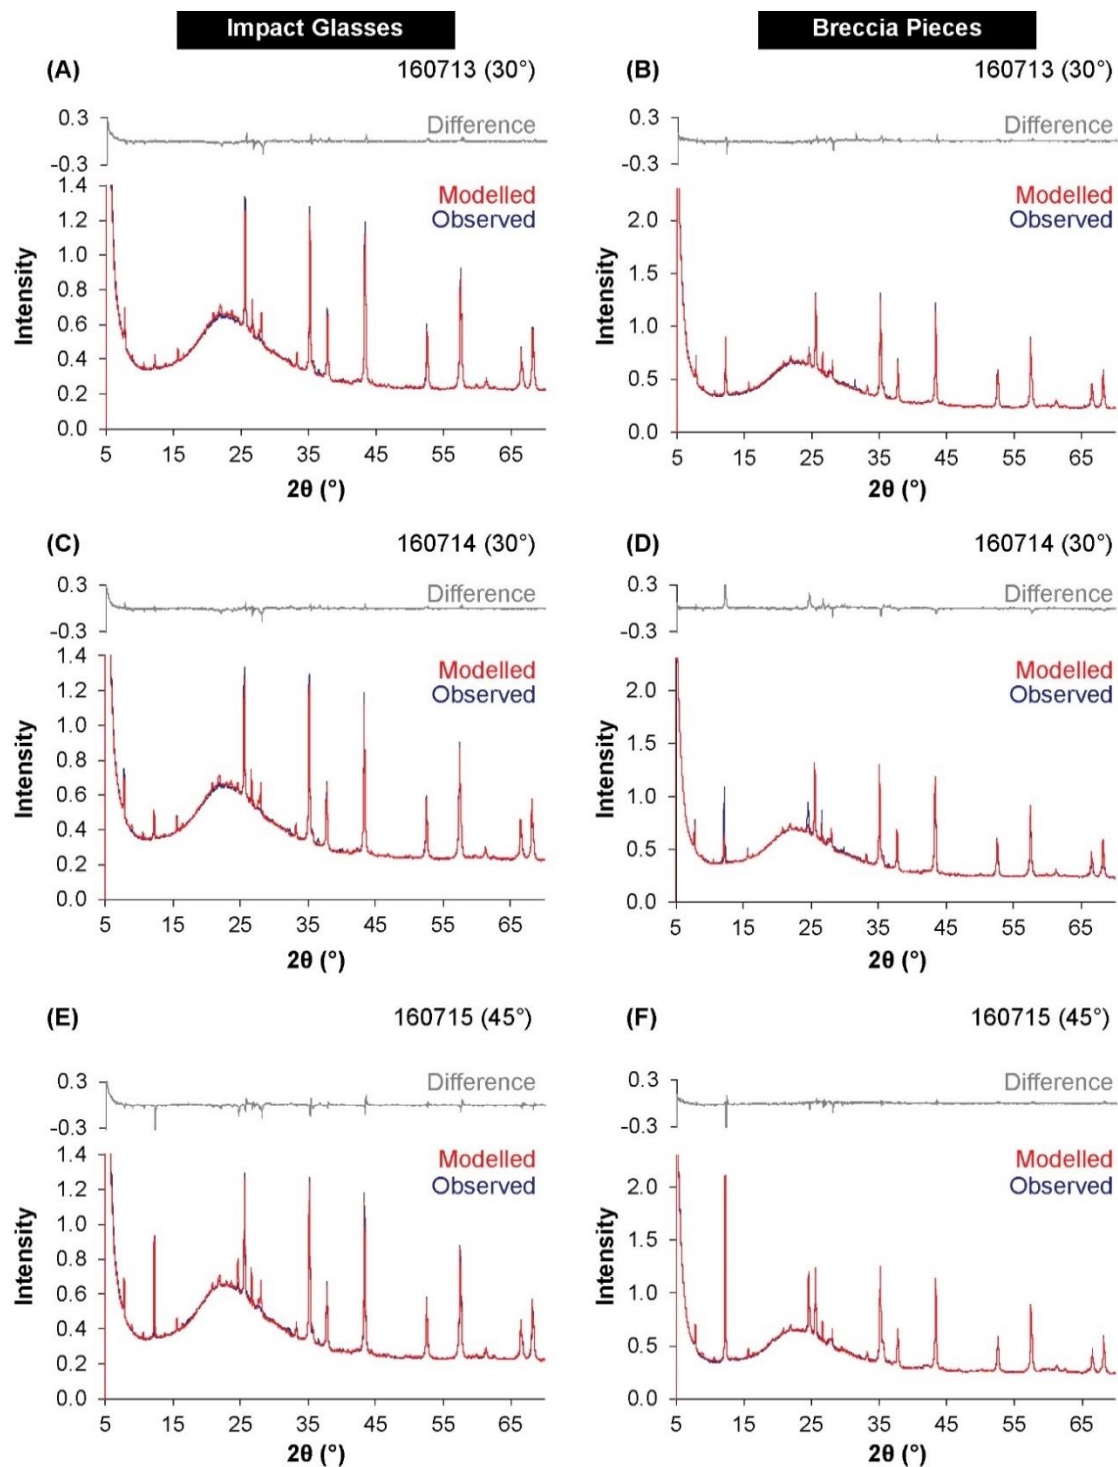 Impact Glasses
Breccia Pieces
(A)
160713 (30°)
0.3
-0.3
Difference
Modelled
Observed
1.4
1.2
1.0
0.8
0.6
0.4
0.2
0.0
Intensity
5 15 25 35 45 55 65
2θ (°)
(B)
160713 (30°)
0.3
-0.3
Difference
Modelled
Observed
2.0
1.5
1.0
0.5
0.0
Intensity
5 15 25 35 45 55 65
2θ (°)
(C)
160714 (30°)
0.3
-0.3
Difference
Modelled
Observed
1.4
1.2
1.0
0.8
0.6
0.4
0.2
0.0
Intensity
5 15 25 35 45 55 65
2θ (°)
(D)
160714 (30°)
0.3
-0.3
Difference
Modelled
Observed
2.0
1.5
1.0
0.5
0.0
Intensity
5 15 25 35 45 55 65
2θ (°)
(E)
160715 (45°)
0.3
-0.3
Difference
Modelled
Observed
1.4
1.2
1.0
0.8
0.6
0.4
0.2
0.0
Intensity
5 15 25 35 45 55 65
2θ (°)
(F)
160715 (45°)
0.3
-0.3
Difference
Modelled
Observed
2.0
1.5
1.0
0.5
0.0
Intensity
5 15 25 35 45 55 65
2θ (°)